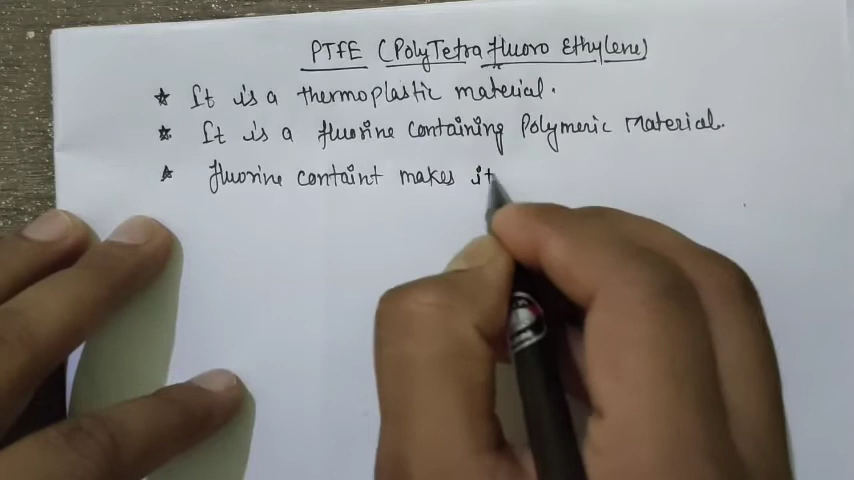 PTFE (PolyTetra fluoro Ethylene)
★ It is a thermoplastic material.
★ It is a fluorine containing Polymeric Material.
★ fluorine containt makes it